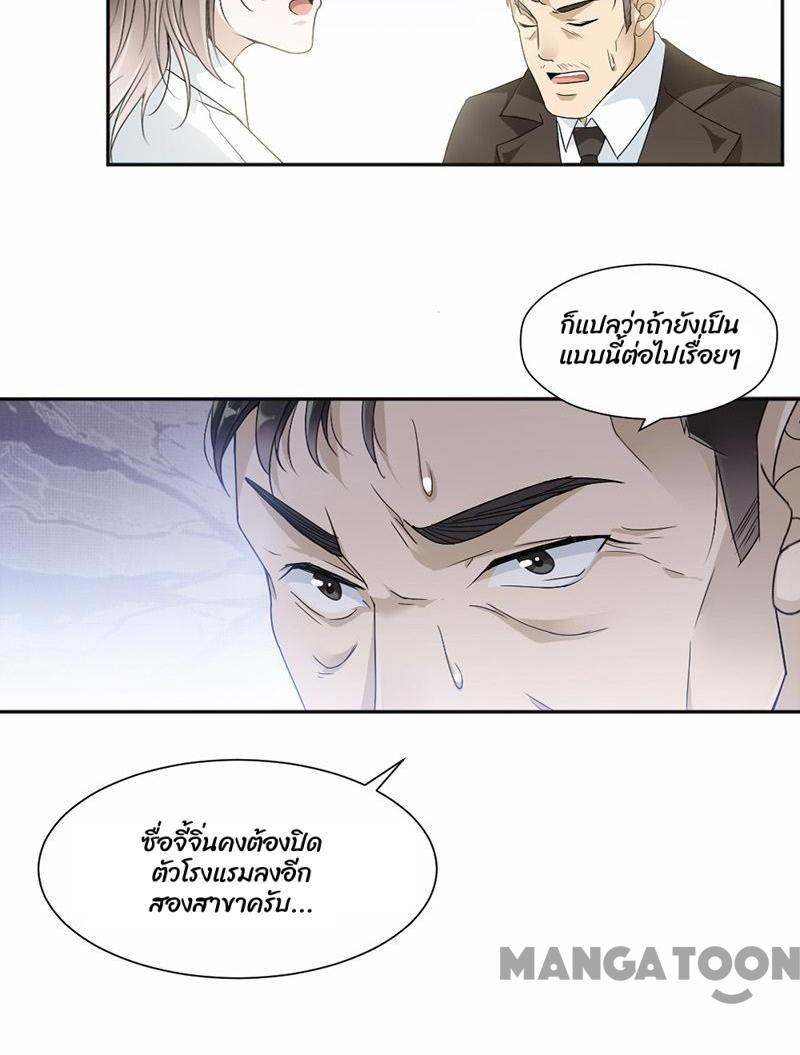 ก็แปลว่าถ้ายังเป็น
แบบนี้ต่อไปเรื่อยๆ
ซื่อจี้จิ่นคงต้องปิด
ตัวโรงแรมลงอีก
สองสาขาครับ...
MANGATOON